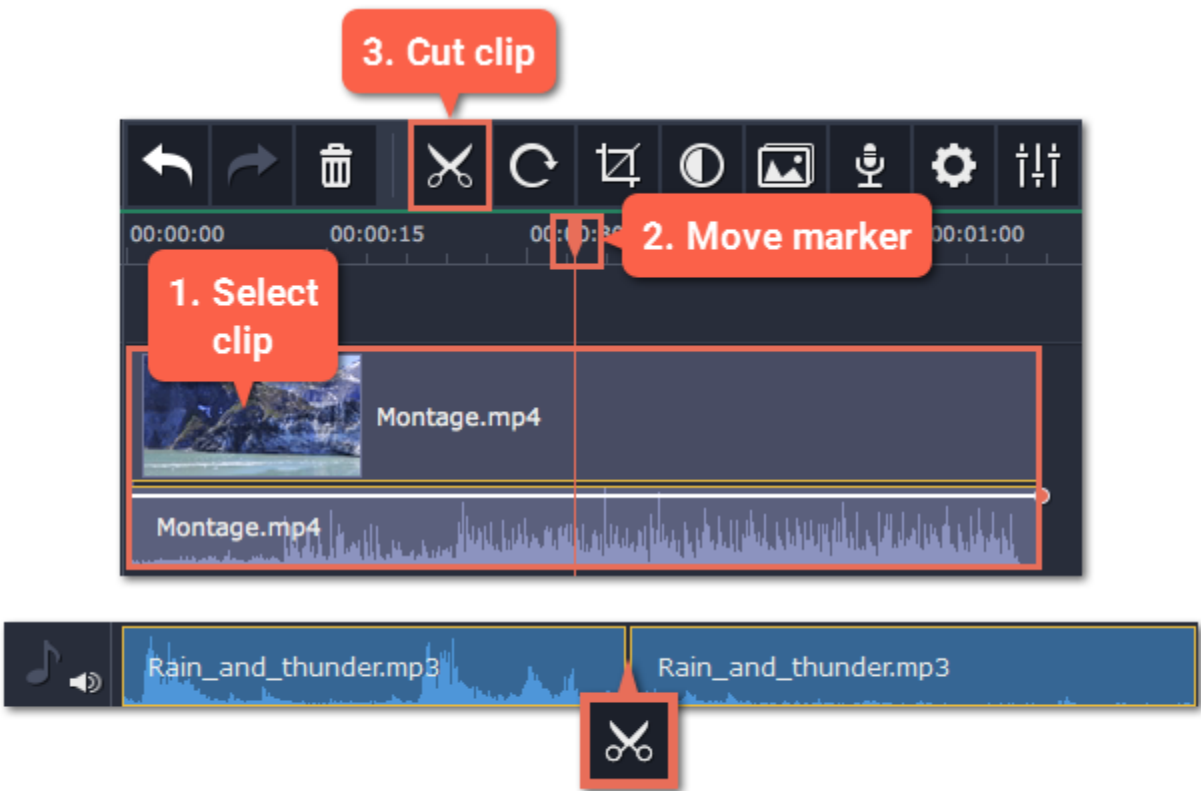 3. Cut clip
00:00:00 00:00:15 00:01:00
2. Move marker
1. Select
clip
Montage.mp4
Montage.mp4
Rain_and_thunder.mp3 Rain_and_thunder.mp3